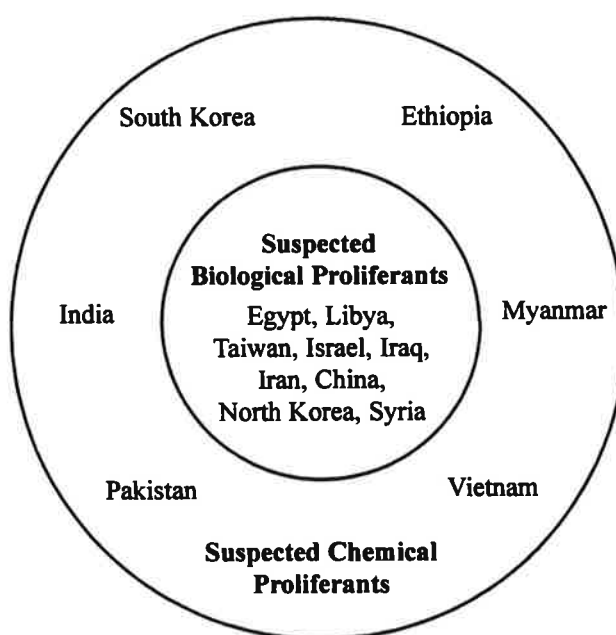 South Korea
Ethiopia
Suspected
Biological Proliferants
Egypt, Libya,
Taiwan, Israel, Iraq,
Iran, China,
North Korea, Syria
India
Myanmar
Pakistan
Vietnam
Suspected Chemical
Proliferants